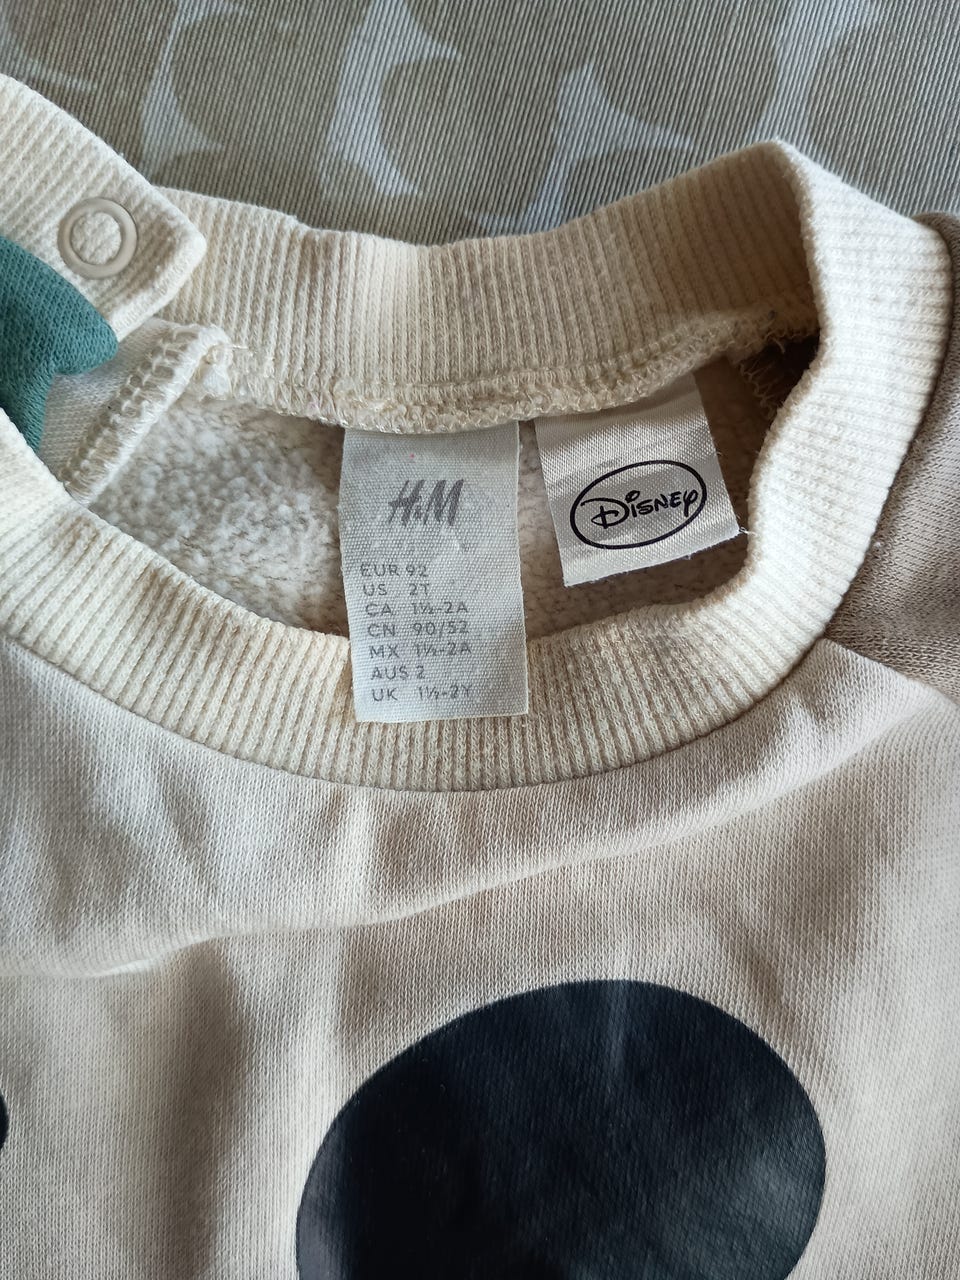 H&M
EUR 92
US 2T
CA 1½-2A
CN 90/52
MX 1½-2A
AUS 2
UK 1½-2Y
Disney